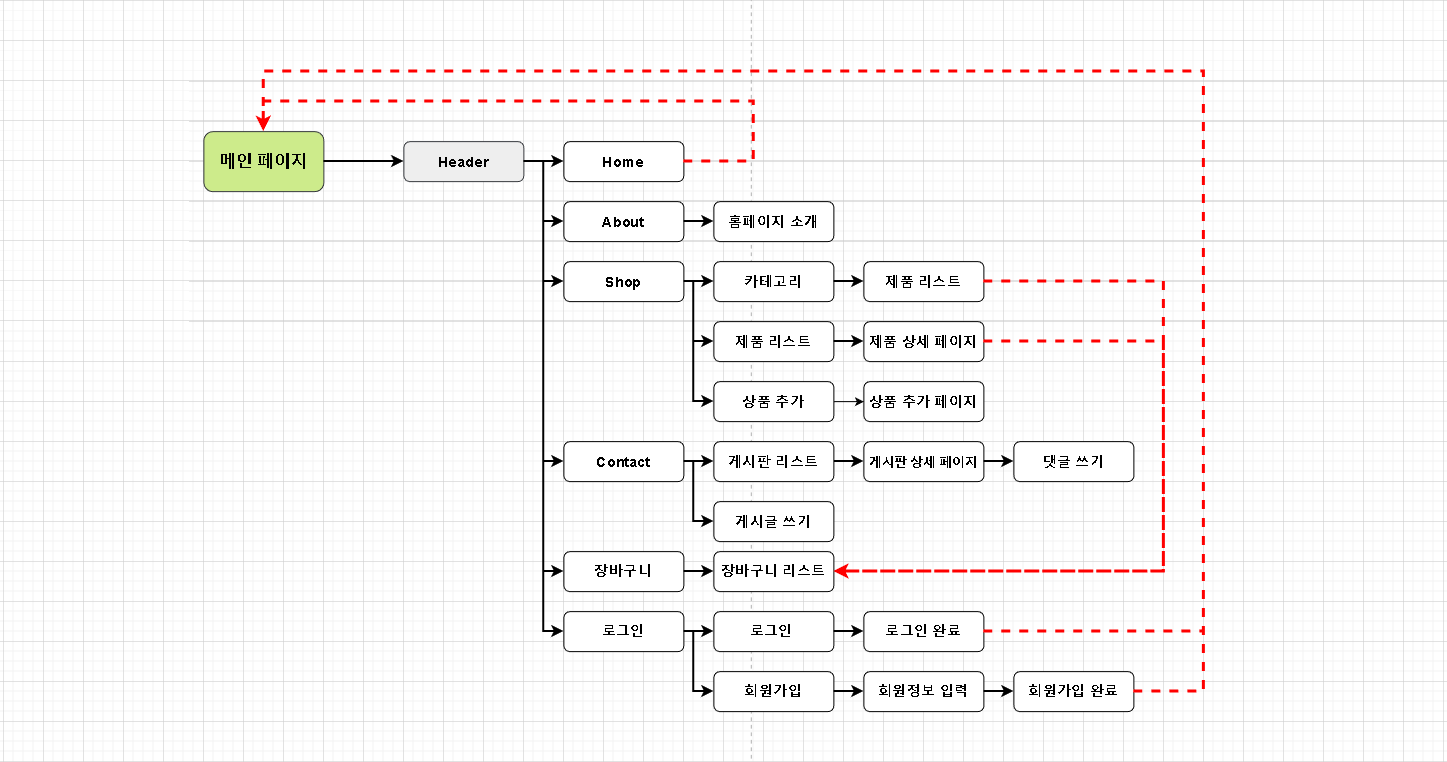 메인 페이지
Header
Home
About
홈페이지 소개
Shop
카테고리
제품 리스트
제품 리스트
제품 상세 페이지
상품 추가
상품 추가 페이지
Contact
게시판 리스트
게시판 상세 페이지
댓글 쓰기
게시글 쓰기
장바구니
장바구니 리스트
로그인
로그인
로그인 완료
회원가입
회원정보 입력
회원가입 완료